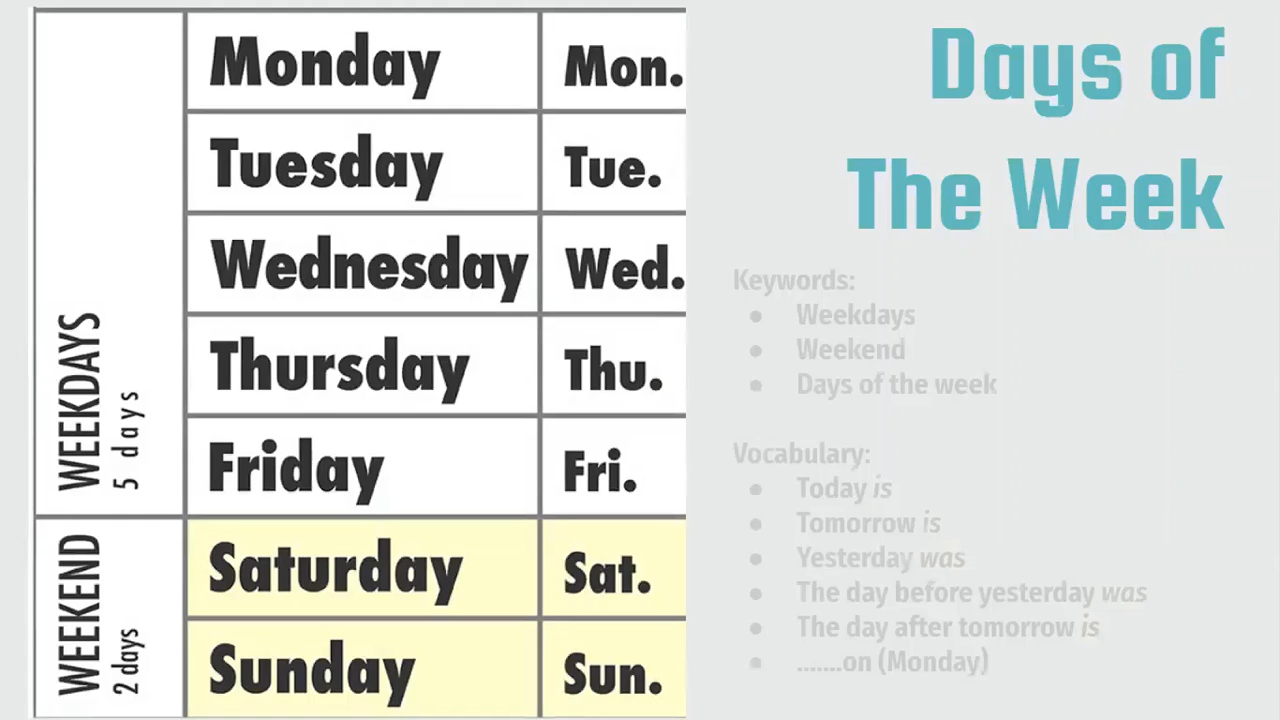 WEEKDAYS
5 days
Monday Mon.
Tuesday Tue.
Wednesday Wed.
Thursday Thu.
Friday Fri.
WEEKEND
2 days
Saturday Sat.
Sunday Sun.
Days of
The Week
Keywords:
● Weekdays
● Weekend
● Days of the week
Vocabulary:
● Today is
● Tomorrow is
● Yesterday was
● The day before yesterday was
● The day after tomorrow is
● .......on (Monday)